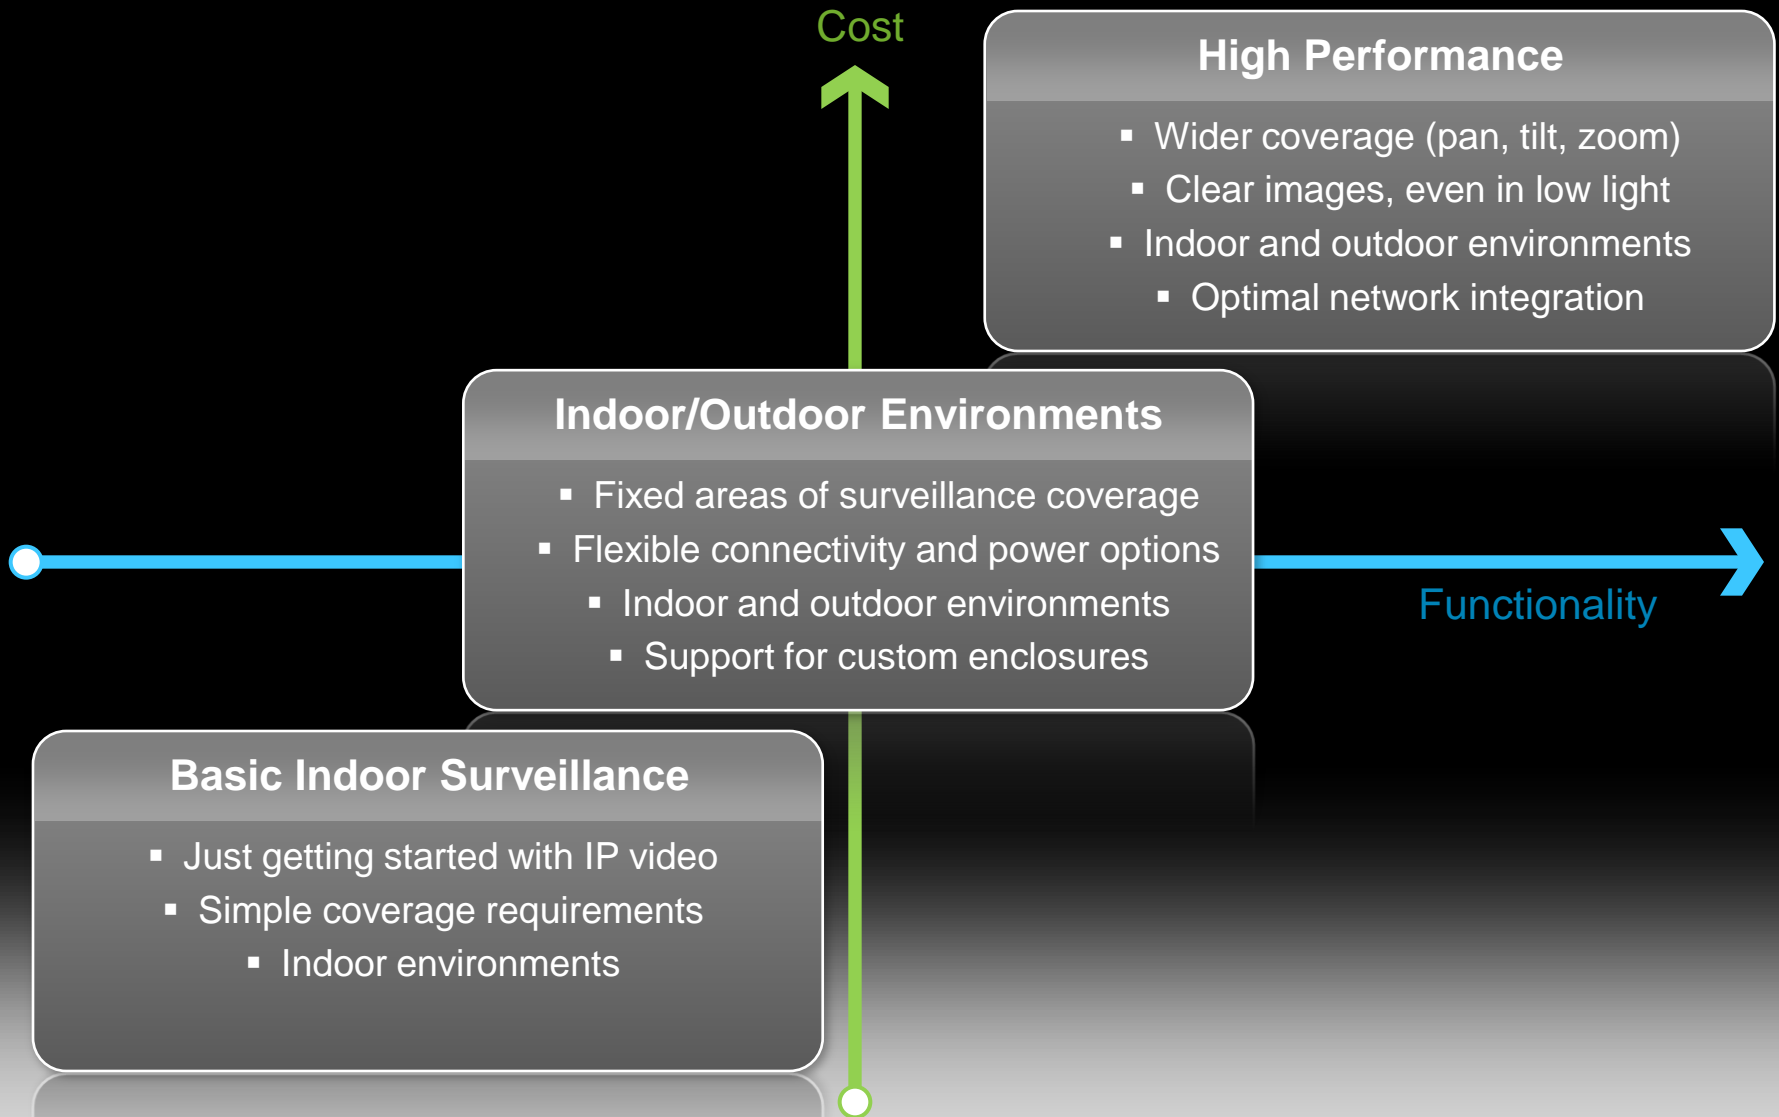 Cost
High Performance
▪ Wider coverage (pan, tilt, zoom)
▪ Clear images, even in low light
▪ Indoor and outdoor environments
▪ Optimal network integration
Indoor/Outdoor Environments
▪ Fixed areas of surveillance coverage
▪ Flexible connectivity and power options
▪ Indoor and outdoor environments
▪ Support for custom enclosures
Functionality
Basic Indoor Surveillance
▪ Just getting started with IP video
▪ Simple coverage requirements
▪ Indoor environments